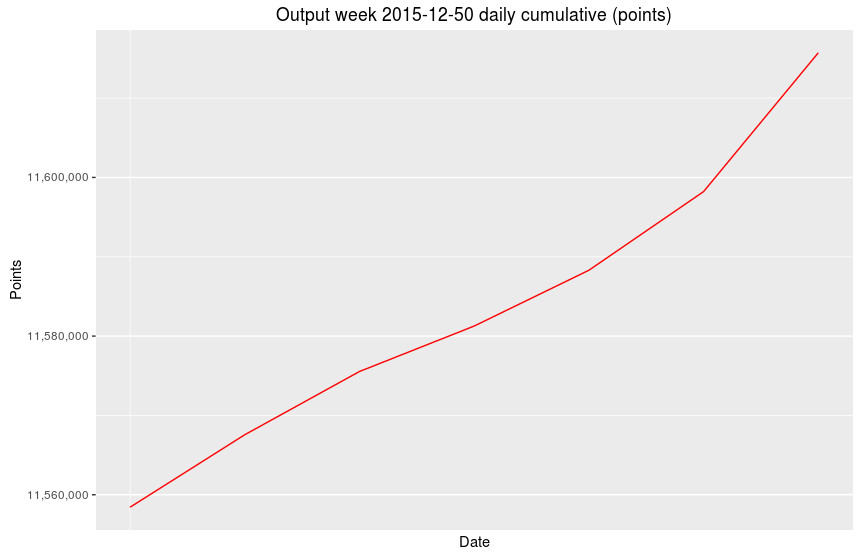 Output week 2015-12-50 daily cumulative (points)
11,600,000
11,580,000
11,560,000
Points
Date